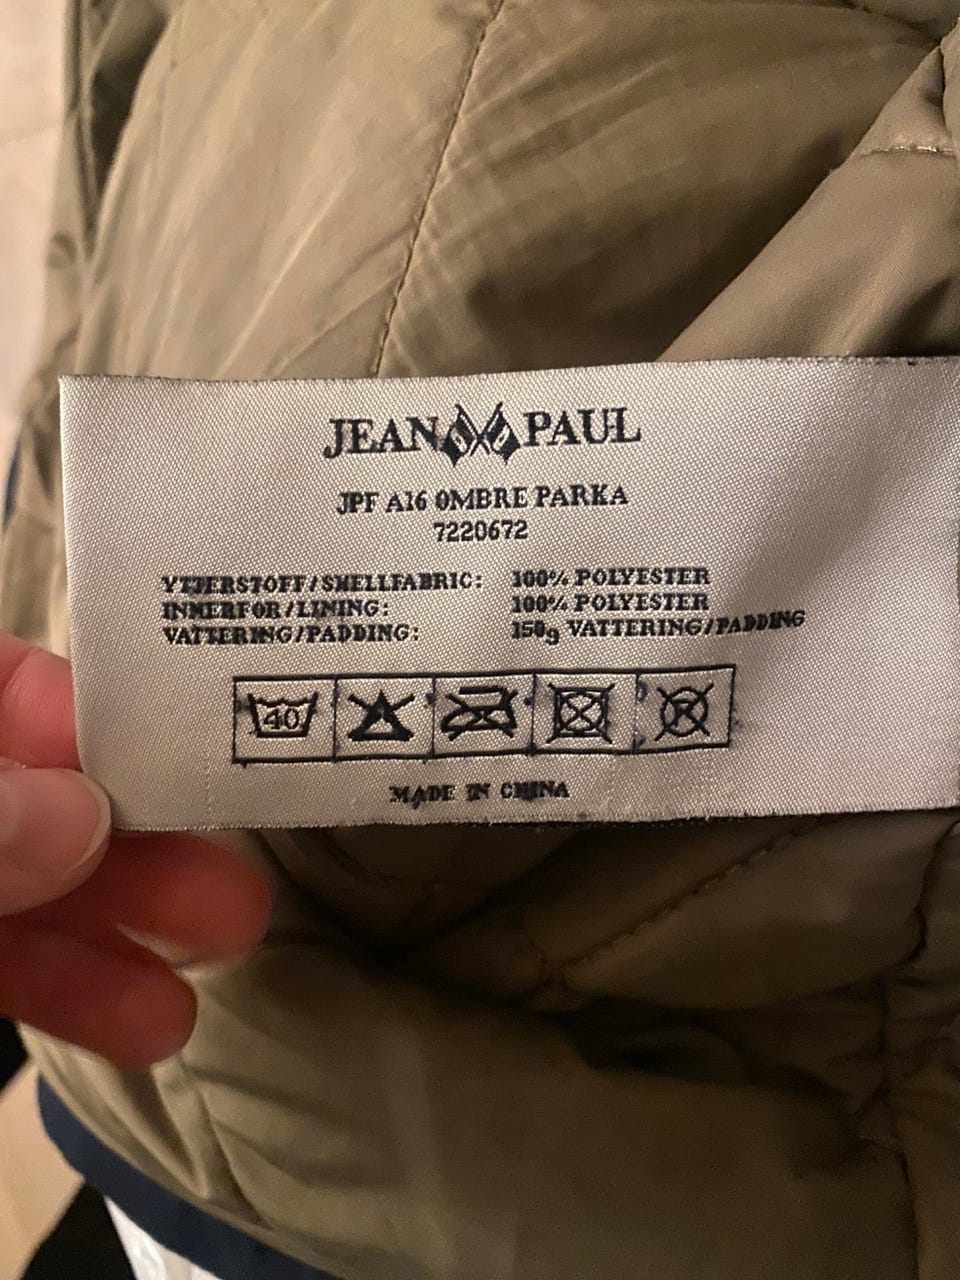 JEAN PAUL
JPF A16 OMBRE PARKA
7220672
YTTERSTOFF/SHELLFABRIC: 100% POLYESTER
INNERFOR/LINING: 100% POLYESTER
VATTERING/PADDING: 150g VATTERING/PADDING
40 R
MADE IN CHINA